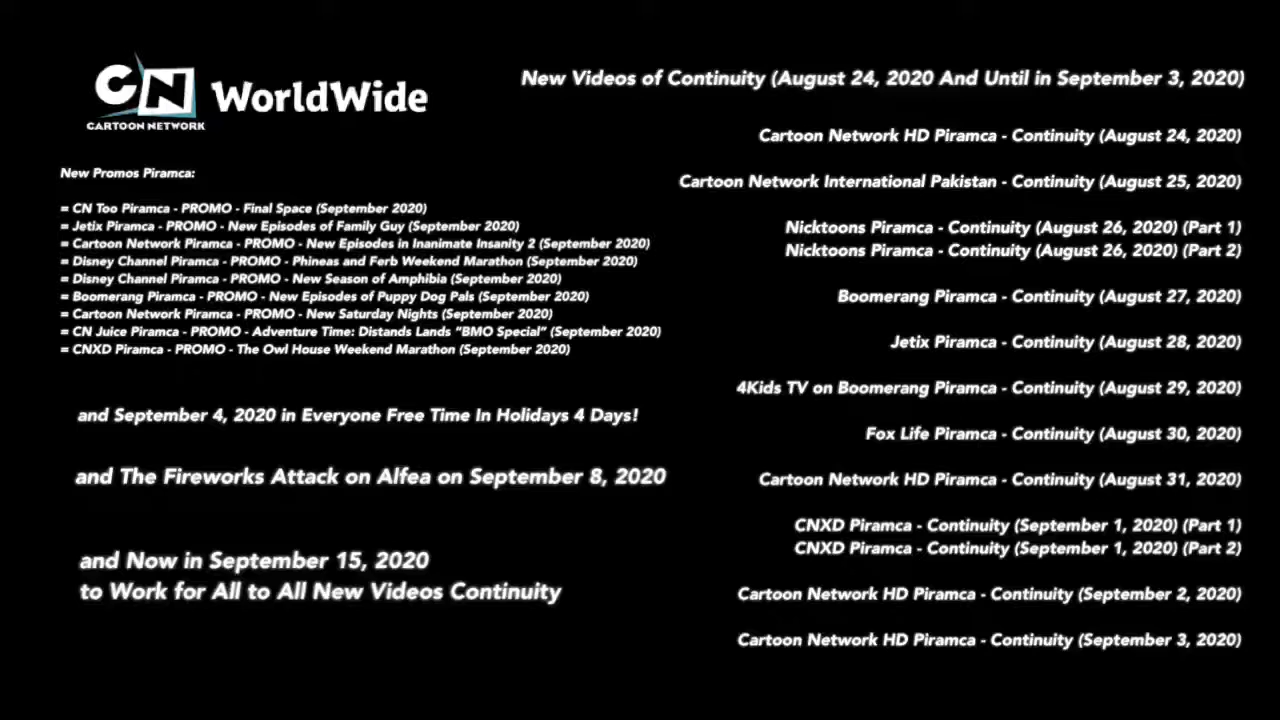 CN WorldWide
CARTOON NETWORK
New Promos Piramca:
= CN Too Piramca - PROMO - Final Space (September 2020)
= Jetix Piramca - PROMO - New Episodes of Family Guy (September 2020)
= Cartoon Network Piramca - PROMO - New Episodes in Inanimate Insanity 2 (September 2020)
= Disney Channel Piramca - PROMO - Phineas and Ferb Weekend Marathon (September 2020)
= Disney Channel Piramca - PROMO - New Season of Amphibia (September 2020)
= Boomerang Piramca - PROMO - New Episodes of Puppy Dog Pals (September 2020)
= Cartoon Network Piramca - PROMO - New Saturday Nights (September 2020)
= CN Juice Piramca - PROMO - Adventure Time: Distands Lands “BMO Special” (September 2020)
= CNXD Piramca - PROMO - The Owl House Weekend Marathon (September 2020)
and September 4, 2020 in Everyone Free Time In Holidays 4 Days!
and The Fireworks Attack on Alfea on September 8, 2020
and Now in September 15, 2020
to Work for All to All New Videos Continuity
New Videos of Continuity (August 24, 2020 And Until in September 3, 2020)
Cartoon Network HD Piramca - Continuity (August 24, 2020)
Cartoon Network International Pakistan - Continuity (August 25, 2020)
Nicktoons Piramca - Continuity (August 26, 2020) (Part 1)
Nicktoons Piramca - Continuity (August 26, 2020) (Part 2)
Boomerang Piramca - Continuity (August 27, 2020)
Jetix Piramca - Continuity (August 28, 2020)
4Kids TV on Boomerang Piramca - Continuity (August 29, 2020)
Fox Life Piramca - Continuity (August 30, 2020)
Cartoon Network HD Piramca - Continuity (August 31, 2020)
CNXD Piramca - Continuity (September 1, 2020) (Part 1)
CNXD Piramca - Continuity (September 1, 2020) (Part 2)
Cartoon Network HD Piramca - Continuity (September 2, 2020)
Cartoon Network HD Piramca - Continuity (September 3, 2020)